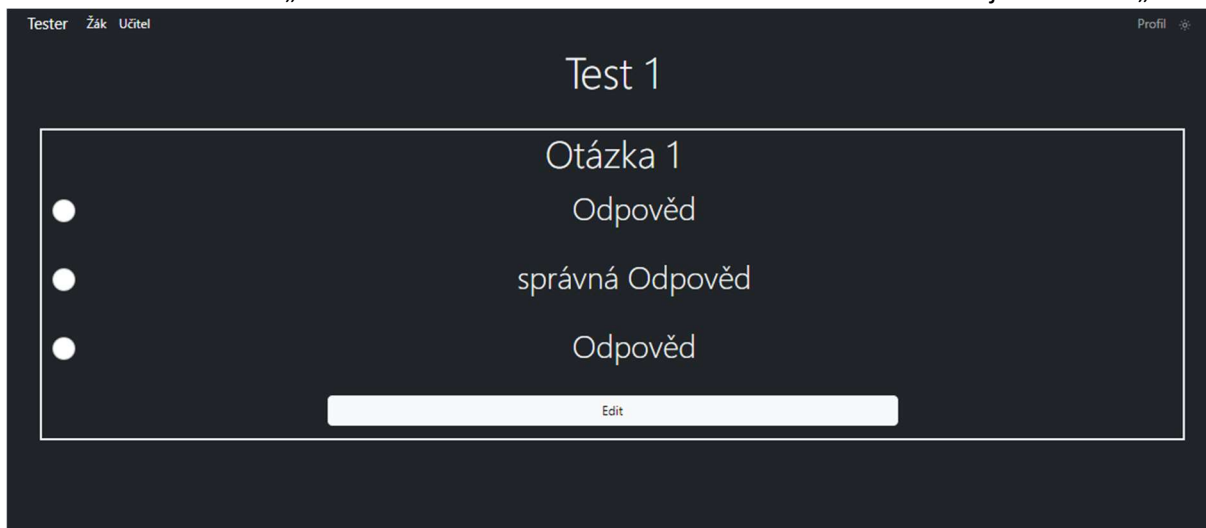 Tester Žák Učitel Profil
Test 1
Otázka 1
Odpověd
správná Odpověd
Odpověd
Edit